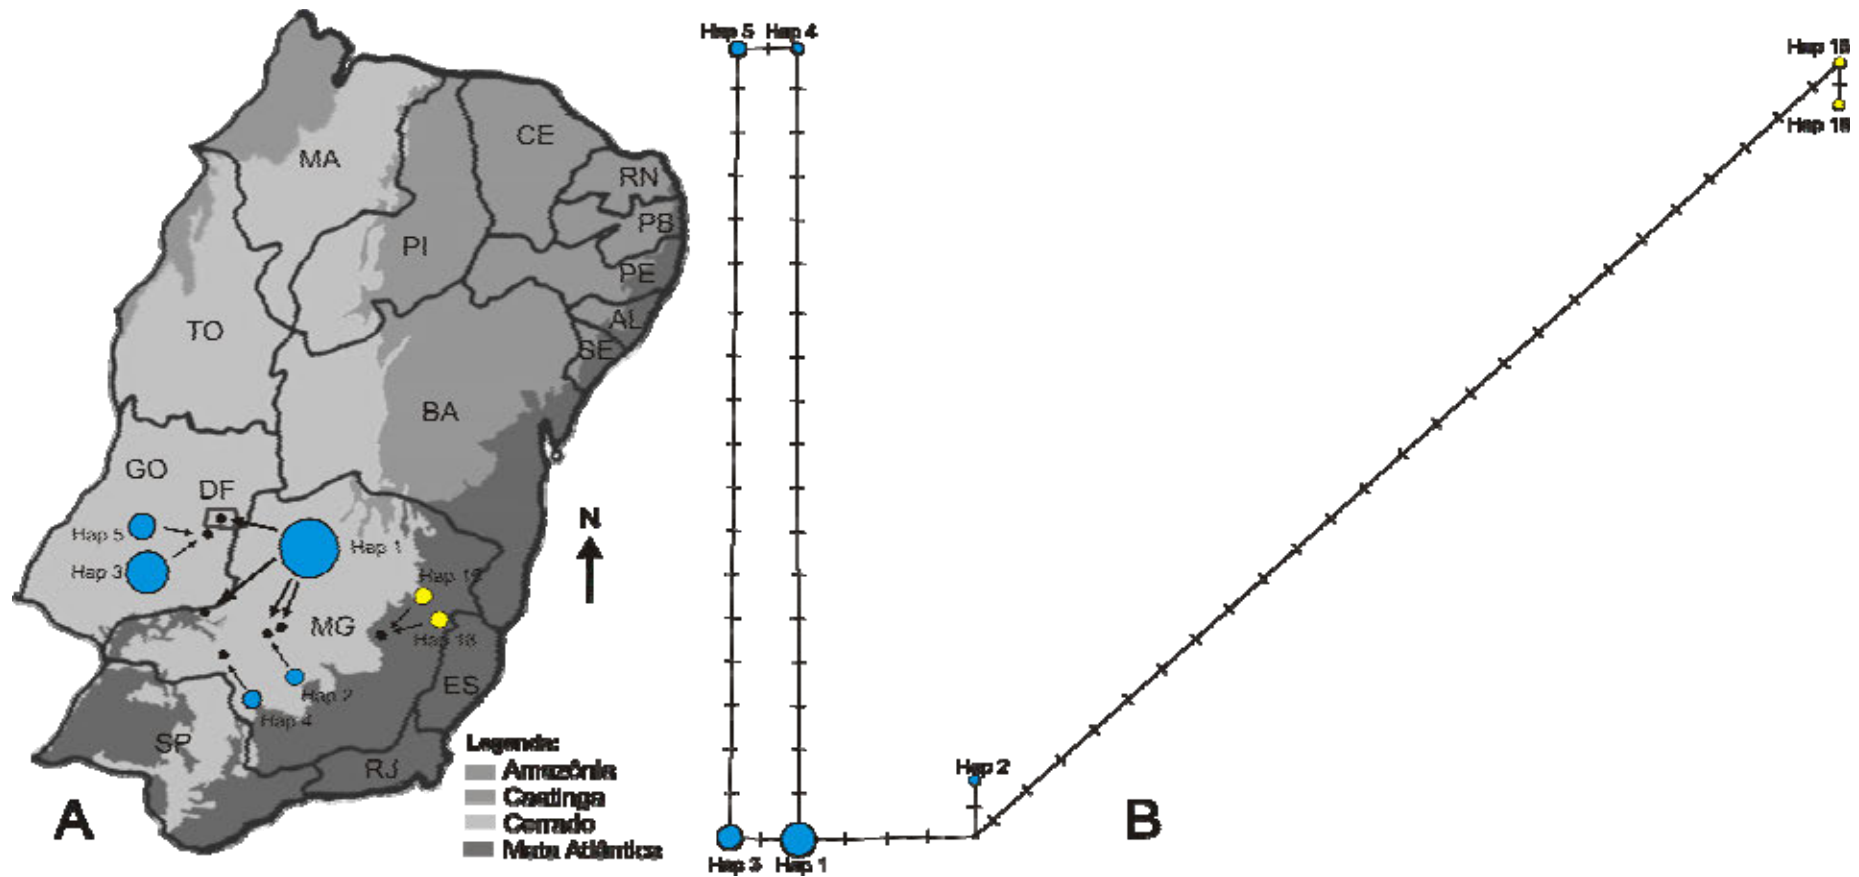 MA
CE
RN
PB
PI
PE
TO
AL
SE
BA
GO
DF
Hap 5
Hap 3
Hap 1
N
MG
Hap 2
Hap 4
ES
SP
RJ
Legenda:
Amazônia
Caatinga
Cerrado
Mata Atlântica
A
Hap 5 Hap 4
Hap 2
Hap 3 Hap 1
B